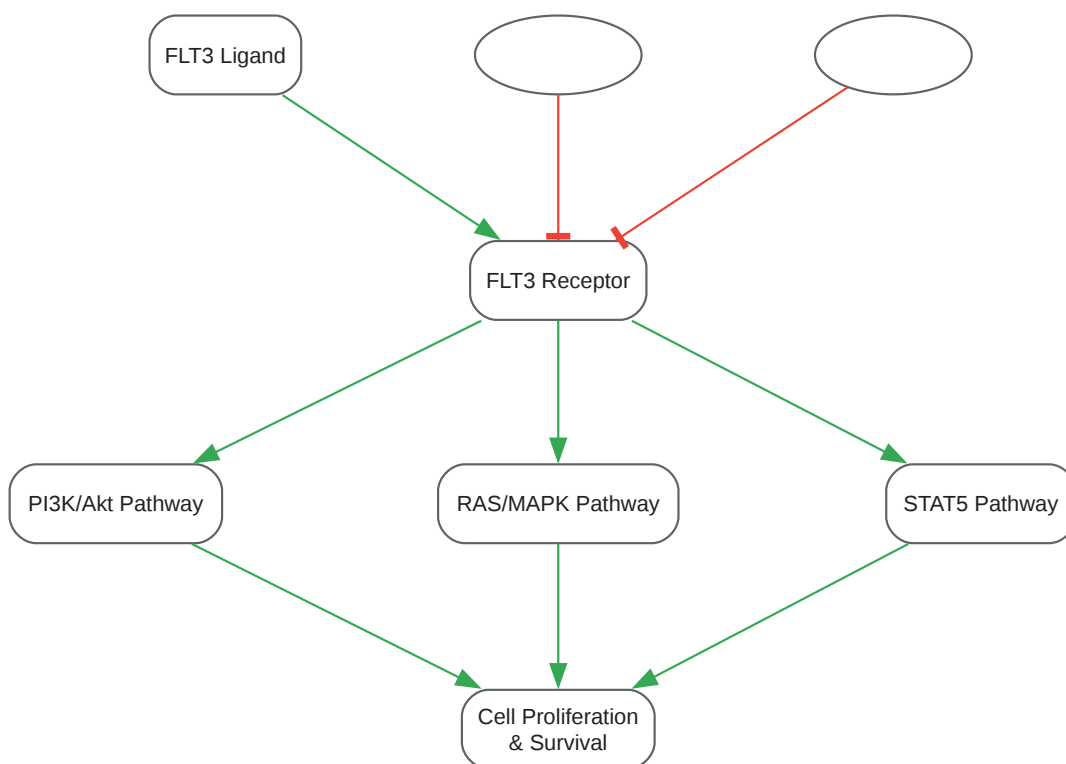 FLT3 Ligand
FLT3 Receptor
PI3K/Akt Pathway
RAS/MAPK Pathway
STAT5 Pathway
Cell Proliferation
& Survival